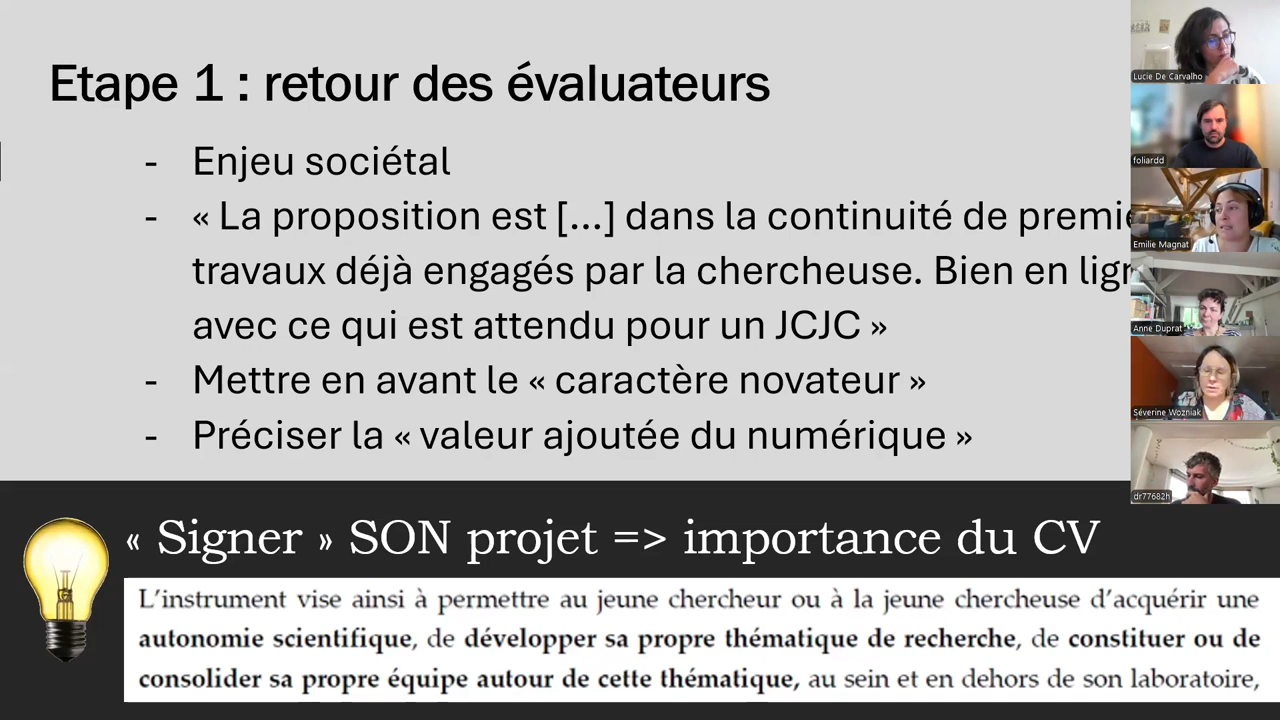 Etape 1 : retour des évaluateurs
- Enjeu sociétal
- « La proposition est [...] dans la continuité de
travaux déjà engagés par la chercheuse. Bien en
avec ce qui est attendu pour un JCJC »
- Mettre en avant le « caractère novateur »
- Préciser la « valeur ajoutée du numérique »
« Signer » SON projet => importance du CV
L'instrument vise ainsi à permettre au jeune chercheur ou à la jeune chercheuse d'acquérir une
autonomie scientifique, de développer sa propre thématique de recherche, de constituer ou de
consolider sa propre équipe autour de cette thématique, au sein et en dehors de son laboratoire,
Lucie De Carvalho
foliardd
Emilie Magnat
Anne Duprat
Séverine Wozniak
dr77682h